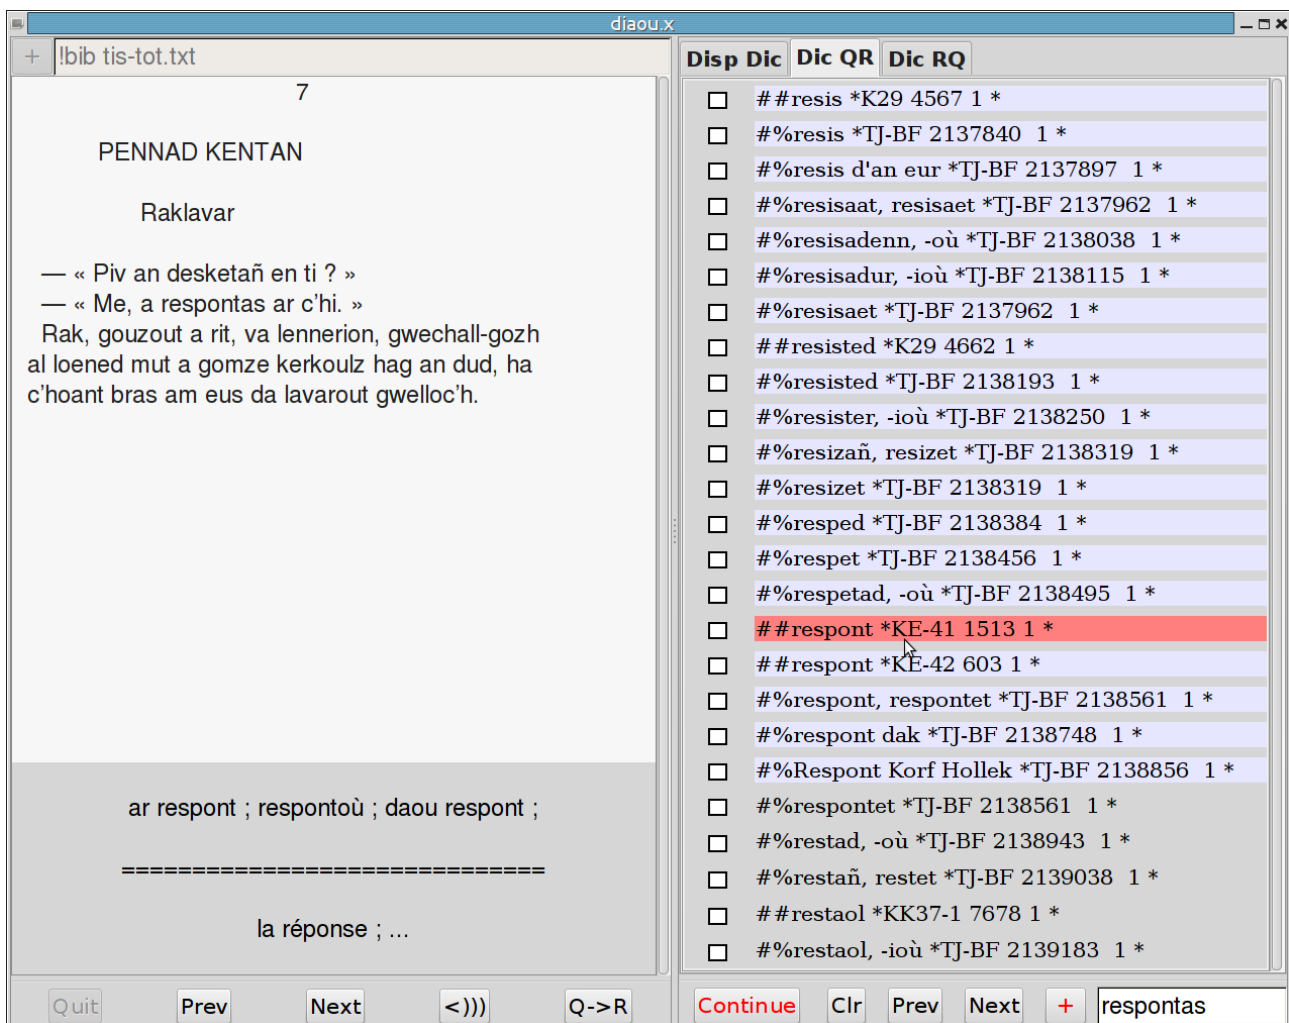 diaou.x
+ !bib tis-tot.txt
7
PENNAD KENTAN
Raklavar
— « Piv an desketañ en ti ? »
— « Me, a respontas ar c’hi. »
Rak, gouzout a rit, va lennerion, gwechall-gozh
al loened mut a gomze kerkoulz hag an dud, ha
c’hoant bras am eus da lavarout gwelloc’h.
ar respont ; respontoù ; daou respont ;
==============================
la réponse ; ...
Quit Prev Next <))) Q->R
Disp Dic Dic QR Dic RQ
##resis *K29 4567 1 *
#%resis *TJ-BF 2137840 1 *
#%resis d'an eur *TJ-BF 2137897 1 *
#%resisaat, resisaet *TJ-BF 2137962 1 *
#%resisadenn, -où *TJ-BF 2138038 1 *
#%resisadur, -ioù *TJ-BF 2138115 1 *
#%resisaet *TJ-BF 2137962 1 *
##resisted *K29 4662 1 *
#%resisted *TJ-BF 2138193 1 *
#%resister, -ioù *TJ-BF 2138250 1 *
#%resizañ, resizet *TJ-BF 2138319 1 *
#%resizet *TJ-BF 2138319 1 *
#%resped *TJ-BF 2138384 1 *
#%respet *TJ-BF 2138456 1 *
#%respetad, -où *TJ-BF 2138495 1 *
##respont *KE-41 1513 1 *
##respont *KE-42 603 1 *
#%respont, respontet *TJ-BF 2138561 1 *
#%respont dak *TJ-BF 2138748 1 *
#%Respont Korf Hollek *TJ-BF 2138856 1 *
#%respontet *TJ-BF 2138561 1 *
#%restad, -où *TJ-BF 2138943 1 *
#%restañ, restet *TJ-BF 2139038 1 *
##restaol *KK37-1 7678 1 *
#%restaol, -ioù *TJ-BF 2139183 1 *
Continue Clr Prev Next + respontas